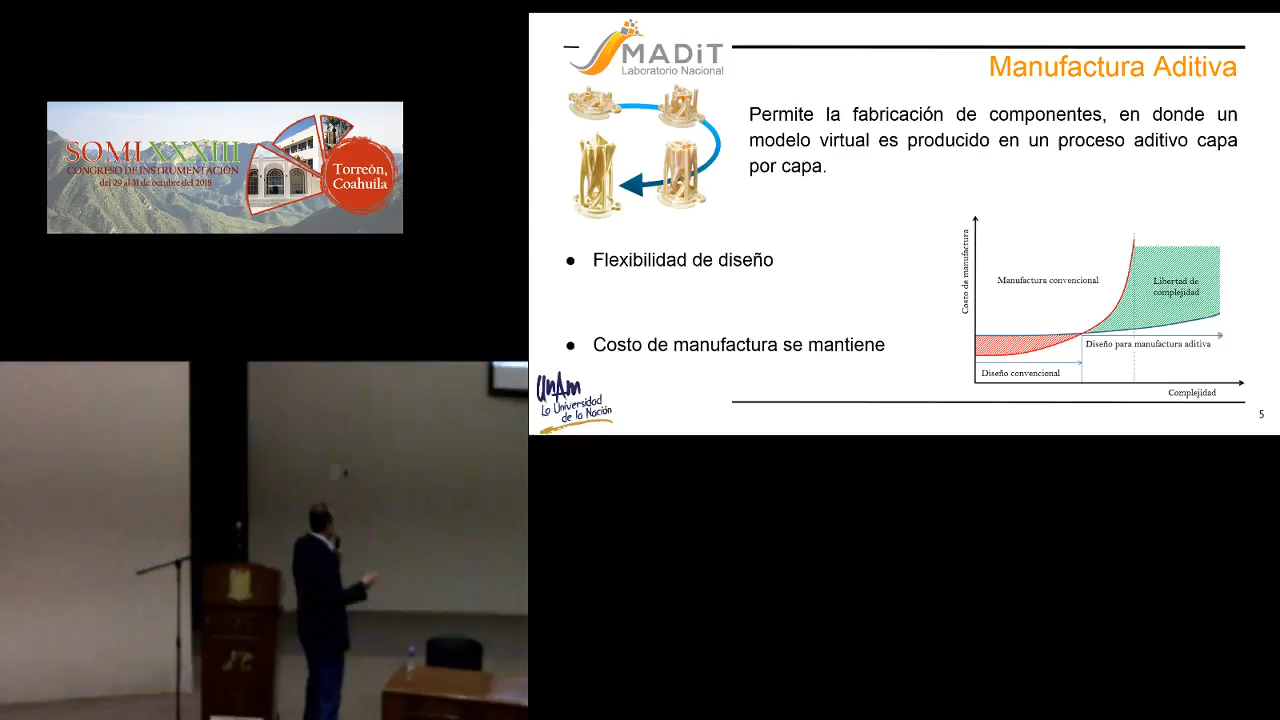 SOMI XXXIII
CONGRESO DE INSTRUMENTACIÓN
del 29 al 31 de octubre del 2018
Torreón,
Coahuila
MADiT
Laboratorio Nacional
Manufactura Aditiva
Permite la fabricación de componentes, en donde un
modelo virtual es producido en un proceso aditivo capa
por capa.
● Flexibilidad de diseño
● Costo de manufactura se mantiene
Costo de manufactura
Manufactura convencional
Libertad de
complejidad
Diseño para manufactura aditiva
Diseño convencional
Complejidad
UnAm
La Universidad
de la Nación
5